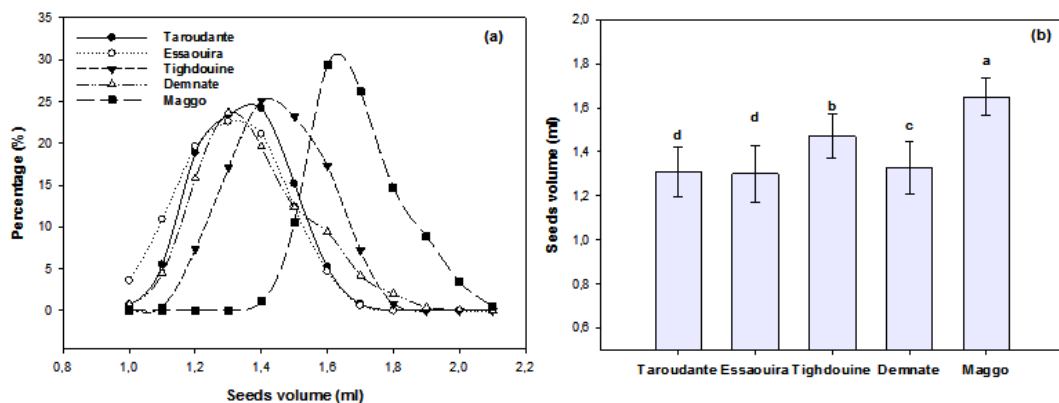 (a)
Percentage (%)
35
30
25
20
15
10
5
0
Taroudante
Essaouira
Tighdouine
Demnate
Maggo
0,8
1,0
1,2
1,4
1,6
1,8
2,0
2,2
Seeds volume (ml)
(b)
Seeds volume (ml)
2,0
1,8
1,6
1,4
1,2
1,0
0,8
0,6
d
d
b
c
a
Taroudante
Essaouira
Tighdouine
Demnate
Maggo